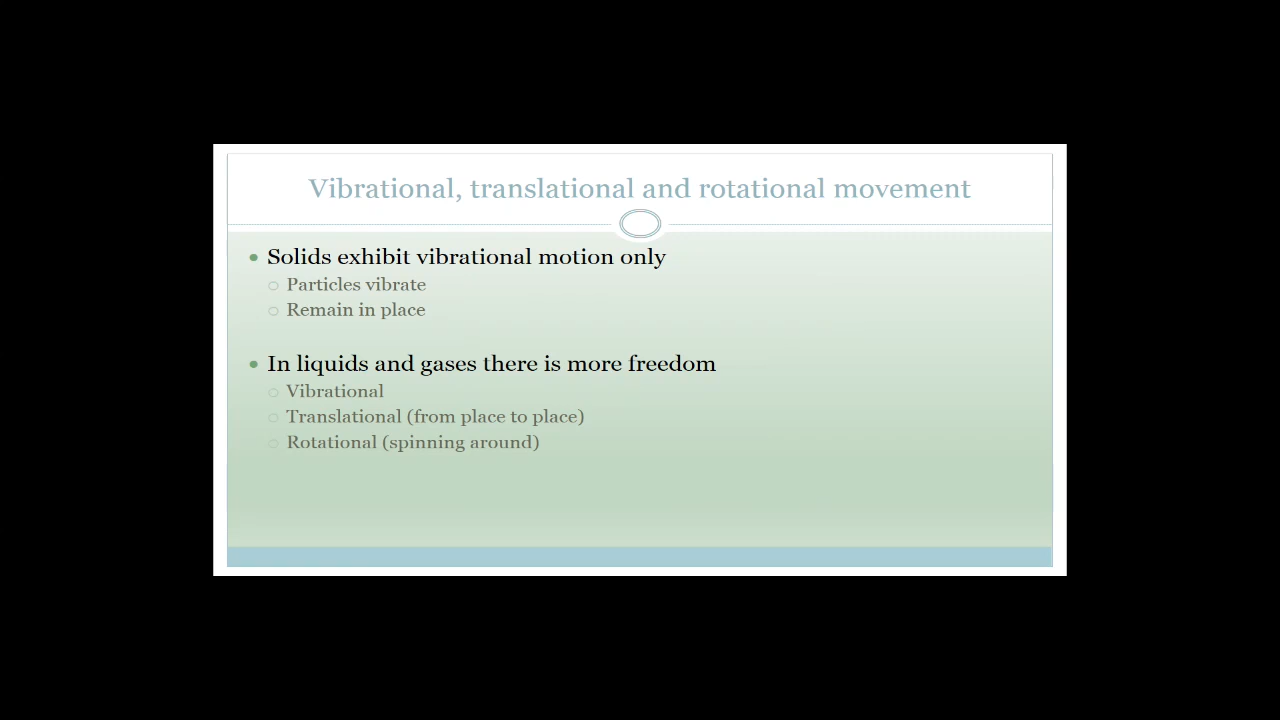 Vibrational, translational and rotational movement
Solids exhibit vibrational motion only
Particles vibrate
Remain in place
In liquids and gases there is more freedom
Vibrational
Translational (from place to place)
Rotational (spinning around)